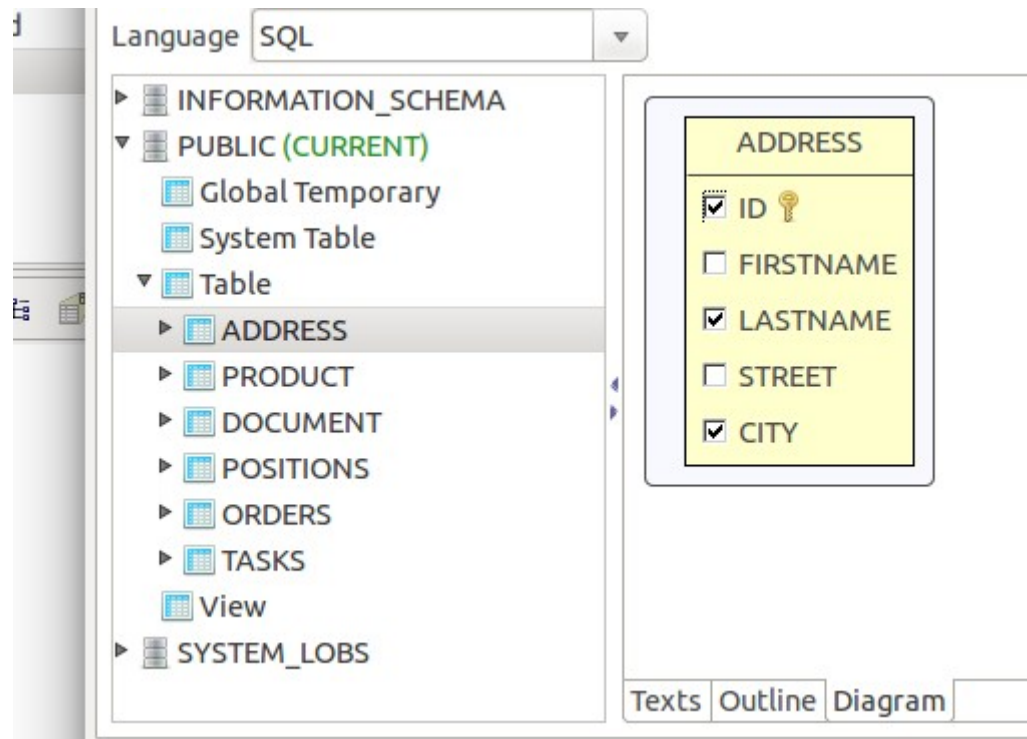 Language SQL
INFORMATION_SCHEMA
PUBLIC (CURRENT)
Global Temporary
System Table
Table
ADDRESS
PRODUCT
DOCUMENT
POSITIONS
ORDERS
TASKS
View
SYSTEM_LOBS
ADDRESS
ID
FIRSTNAME
LASTNAME
STREET
CITY
Texts Outline Diagram